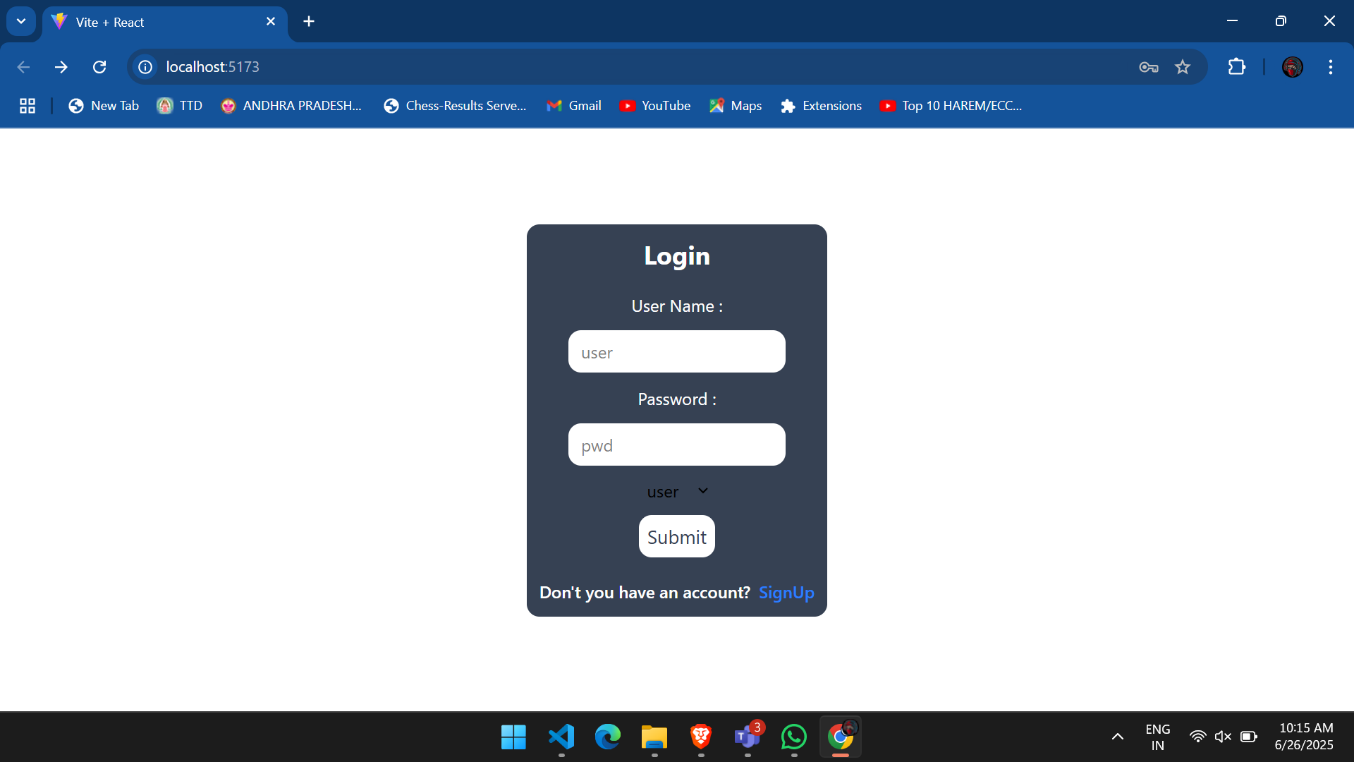 Vite + React
localhost:5173
New Tab TTD ANDHRA PRADESH... Chess-Results Serve... Gmail YouTube Maps Extensions Top 10 HAREM/ECC...
Login
User Name :
user
Password :
pwd
user
Submit
Don't you have an account? SignUp
3
ENG
IN
10:15 AM
6/26/2025